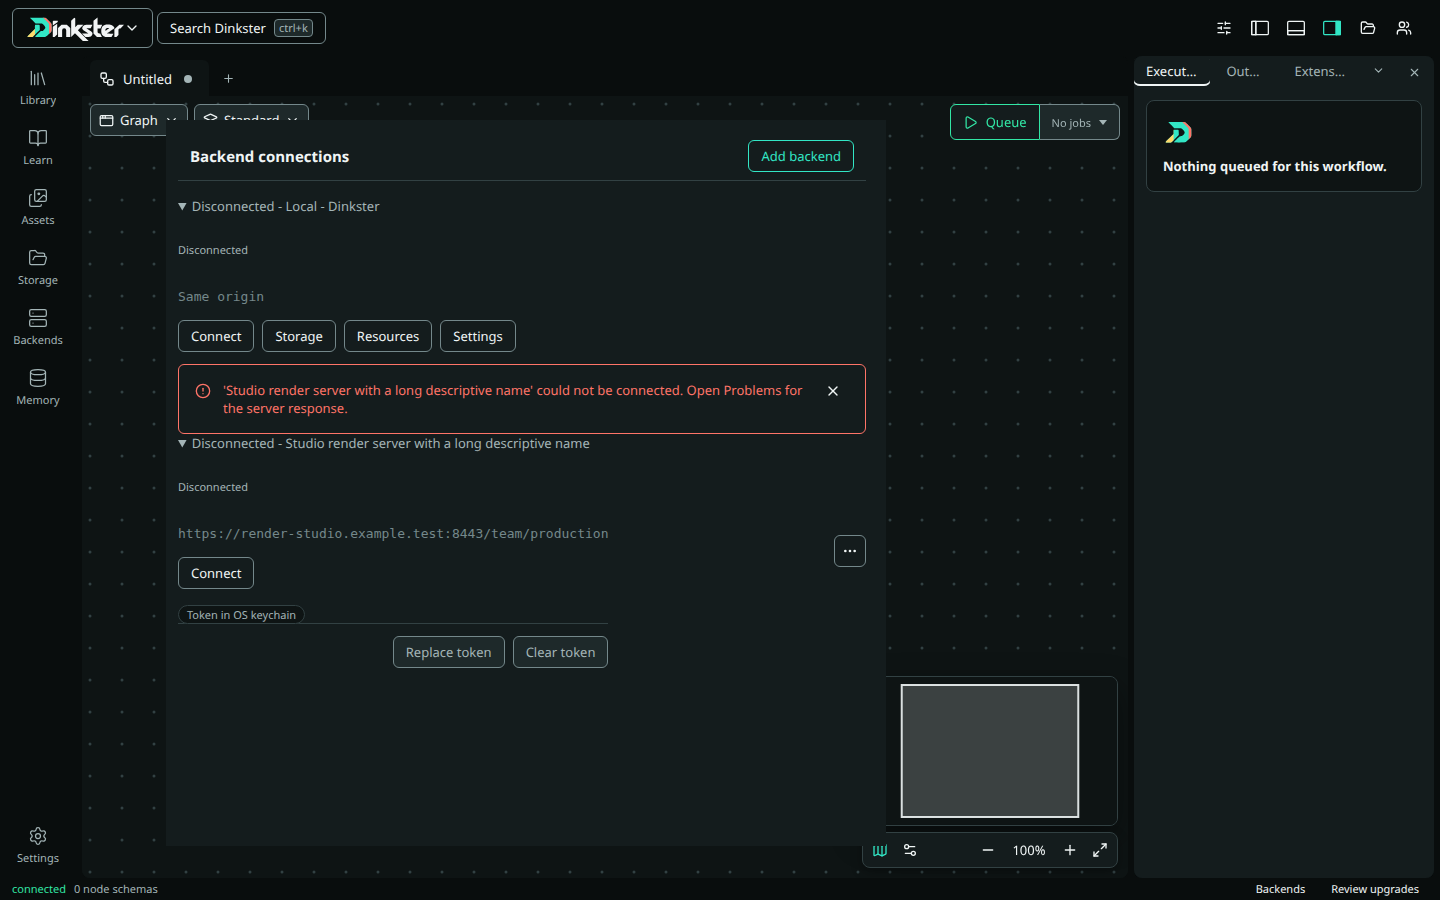 Dinkster
Search Dinkster ctrl+k
Library
Learn
Assets
Storage
Backends
Memory
Settings
Untitled
Graph
Standard
Queue
No jobs
Backend connections
Add backend
Disconnected - Local - Dinkster
Disconnected
Same origin
Connect Storage Resources Settings
'Studio render server with a long descriptive name' could not be connected. Open Problems for
the server response.
Disconnected - Studio render server with a long descriptive name
Disconnected
https://render-studio.example.test:8443/team/production
Connect
Token in OS keychain
Replace token Clear token
100%
Execut... Out... Extens...
Nothing queued for this workflow.
connected 0 node schemas
Backends Review upgrades